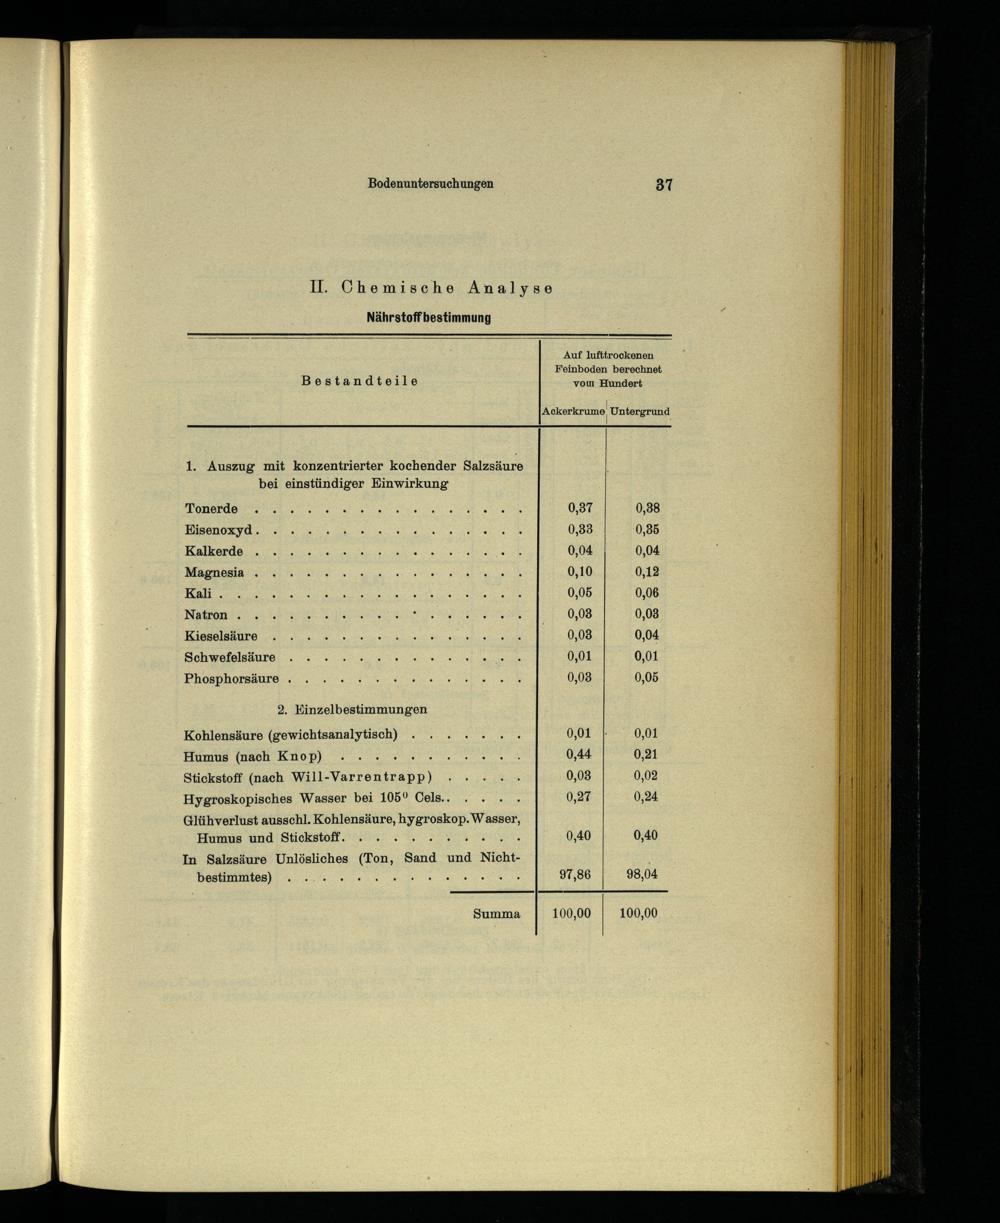 Bodenuntersuchungen 37
II. Chemische Analyse
Nährstoffbestimmung
Bestandteile
Auf lufttrockenen
Feinboden berechnet
vom Hundert
Ackerkrume Untergrund
1. Auszug mit konzentrierter kochender Salzsäure
bei einstündiger Einwirkung
Tonerde . . . . . . . . . . . . . . . . 0,37 0,38
Eisenoxyd . . . . . . . . . . . . . . . . 0,33 0,35
Kalkerde . . . . . . . . . . . . . . . . 0,04 0,04
Magnesia . . . . . . . . . . . . . . . . 0,10 0,12
Kali . . . . . . . . . . . . . . . . . . 0,05 0,06
Natron . . . . . . . . . . . . . . . . . 0,03 0,03
Kieselsäure . . . . . . . . . . . . . . . 0,03 0,04
Schwefelsäure . . . . . . . . . . . . . . 0,01 0,01
Phosphorsäure . . . . . . . . . . . . . . 0,03 0,05
2. Einzelbestimmungen
Kohlensäure (gewichtsanalytisch) . . . . . . . 0,01 0,01
Humus (nach Knop) . . . . . . . . . . . 0,44 0,21
Stickstoff (nach Will-Varrentrapp) . . . . . 0,03 0,02
Hygroskopisches Wasser bei 105⁰ Cels. . . . . . 0,27 0,24
Glühverlust ausschl. Kohlensäure, hygroskop. Wasser,
Humus und Stickstoff . . . . . . . . . . . 0,40 0,40
In Salzsäure Unlösliches (Ton, Sand und Nicht-
bestimmtes) . . . . . . . . . . . . . . 97,86 98,04
Summa 100,00 100,00